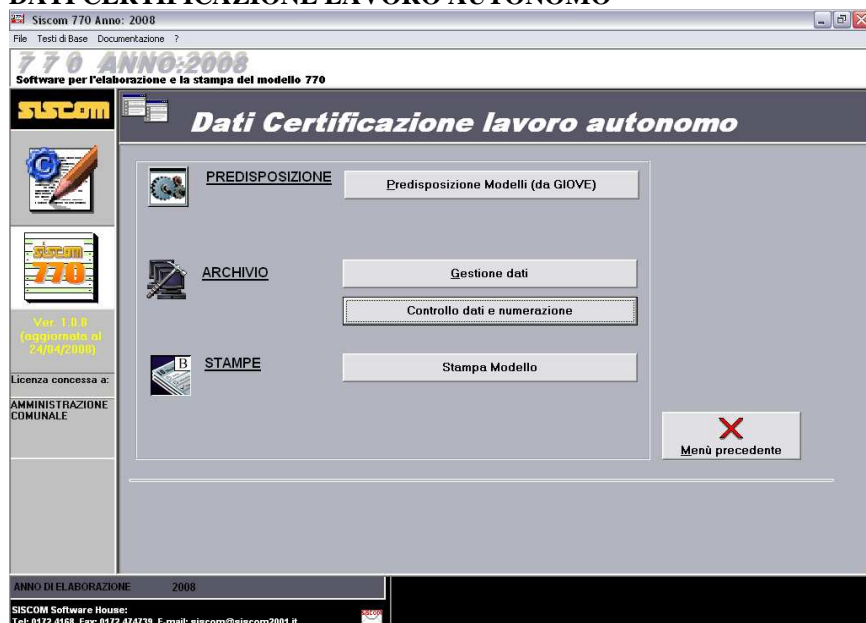 DATI CERTIFICAZIONE LAVORO AUTONOMO
Siscom 770 Anno: 2008
File Testi di Base Documentazione ?
770 ANNO:2008
Software per l'elaborazione e la stampa del modello 770
siscom
Dati Certificazione lavoro autonomo
PREDISPOSIZIONE
Predisposizione Modelli (da GIOVE)
ARCHIVIO
Gestione dati
Controllo dati e numerazione
siscom
770
Ver. 1.0.8
(aggiornata al
24/04/2008)
STAMPE
Stampa Modello
Licenza concessa a:
AMMINISTRAZIONE
COMUNALE
Menù precedente
ANNO DI ELABORAZIONE 2008
SISCOM Software House:
Tel: 0172 4168 Fax: 0172 474739 E-mail: siscom@siscom2001.it